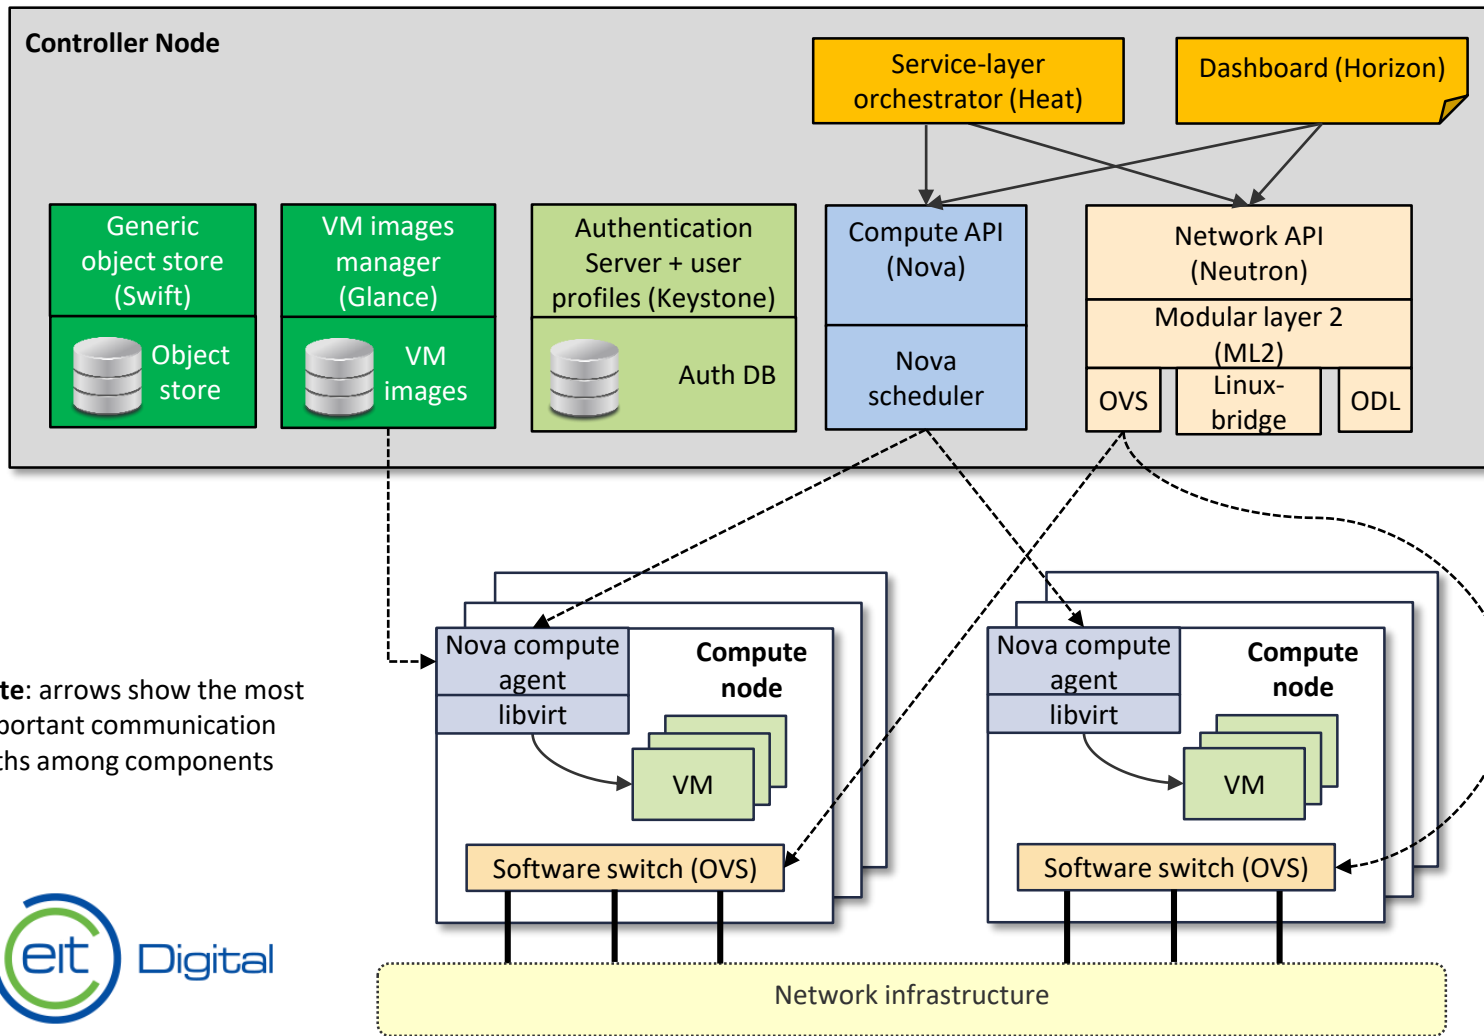 Controller Node
Service-layer
orchestrator (Heat)
Dashboard (Horizon)
Generic
object store
(Swift)
Object
store
VM images
manager
(Glance)
VM
images
Authentication
Server + user
profiles (Keystone)
Auth DB
Compute API
(Nova)
Nova
scheduler
Network API
(Neutron)
Modular layer 2
(ML2)
OVS
Linux-
bridge
ODL
te: arrows show the most
portant communication
ths among components
Nova compute
agent
libvirt
Compute
node
VM
Software switch (OVS)
Nova compute
agent
libvirt
Compute
node
VM
Software switch (OVS)
Network infrastructure
eit Digital